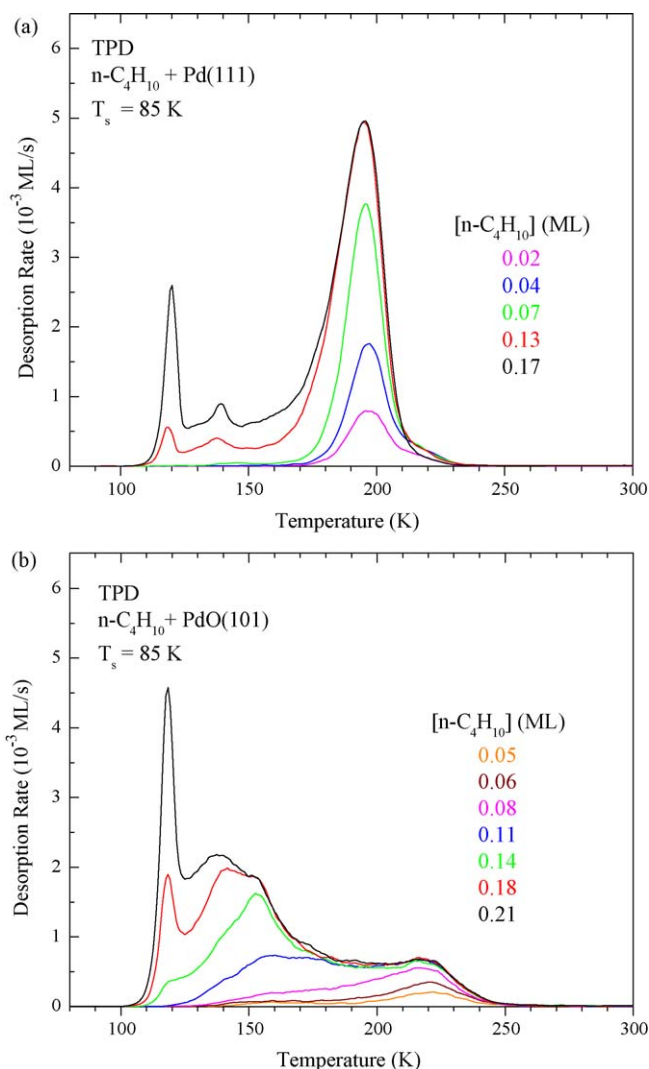 (a)
TPD
n-C₄H₁₀ + Pd(111)
Tₛ = 85 K
[n-C₄H₁₀] (ML)
0.02
0.04
0.07
0.13
0.17
Desorption Rate (10⁻³ ML/s)
6
5
4
3
2
1
0
100 150 200 250 300
Temperature (K)
(b)
TPD
n-C₄H₁₀+ PdO(101)
Tₛ = 85 K
[n-C₄H₁₀] (ML)
0.05
0.06
0.08
0.11
0.14
0.18
0.21
Desorption Rate (10⁻³ ML/s)
6
5
4
3
2
1
0
100 150 200 250 300
Temperature (K)